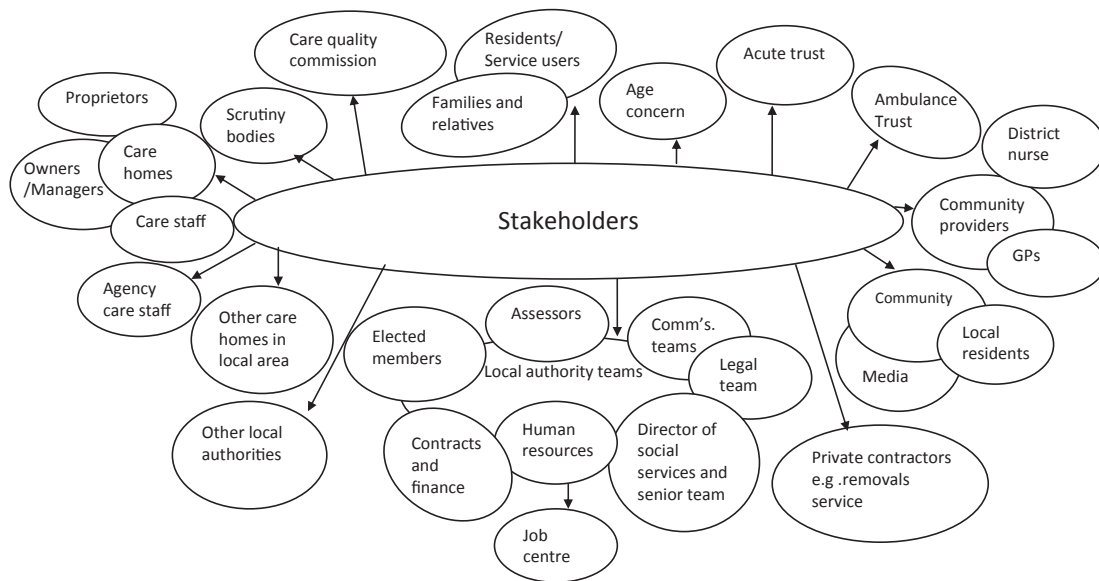 Care quality
commission
Residents/
Service users
Families and
relatives
Age
concern
Acute trust
Ambulance
Trust
District
nurse
Proprietors
Scrutiny
bodies
Owners
/Managers
Care
homes
Care staff
Stakeholders
Community
providers
GPs
Agency
care staff
Other care
homes in
local area
Elected
members
Assessors
Comm's.
teams
Local authority teams
Legal
team
Community
Local
residents
Media
Other local
authorities
Contracts
and
finance
Human
resources
Director of
social
services and
senior team
Private contractors
e.g .removals
service
Job
centre